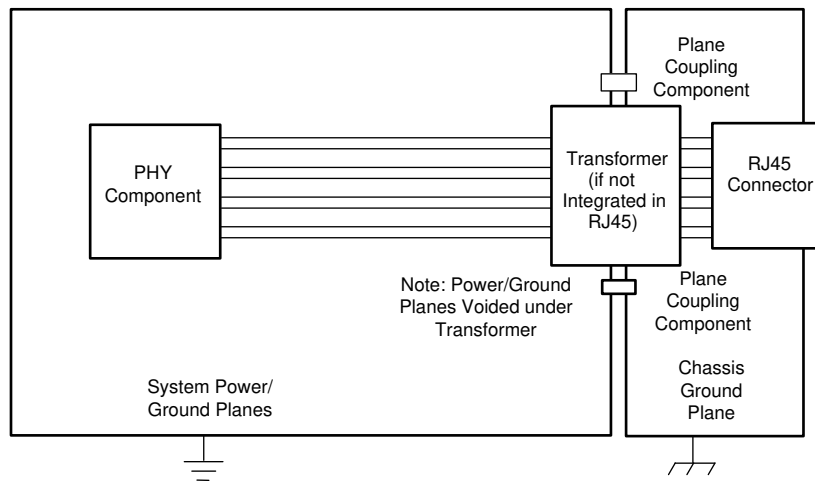 Plane
Coupling
Component
PHY
Component
Transformer
(if not
Integrated in
RJ45)
RJ45
Connector
Note: Power/Ground
Planes Voided under
Transformer
Plane
Coupling
Component
System Power/
Ground Planes
Chassis
Ground
Plane